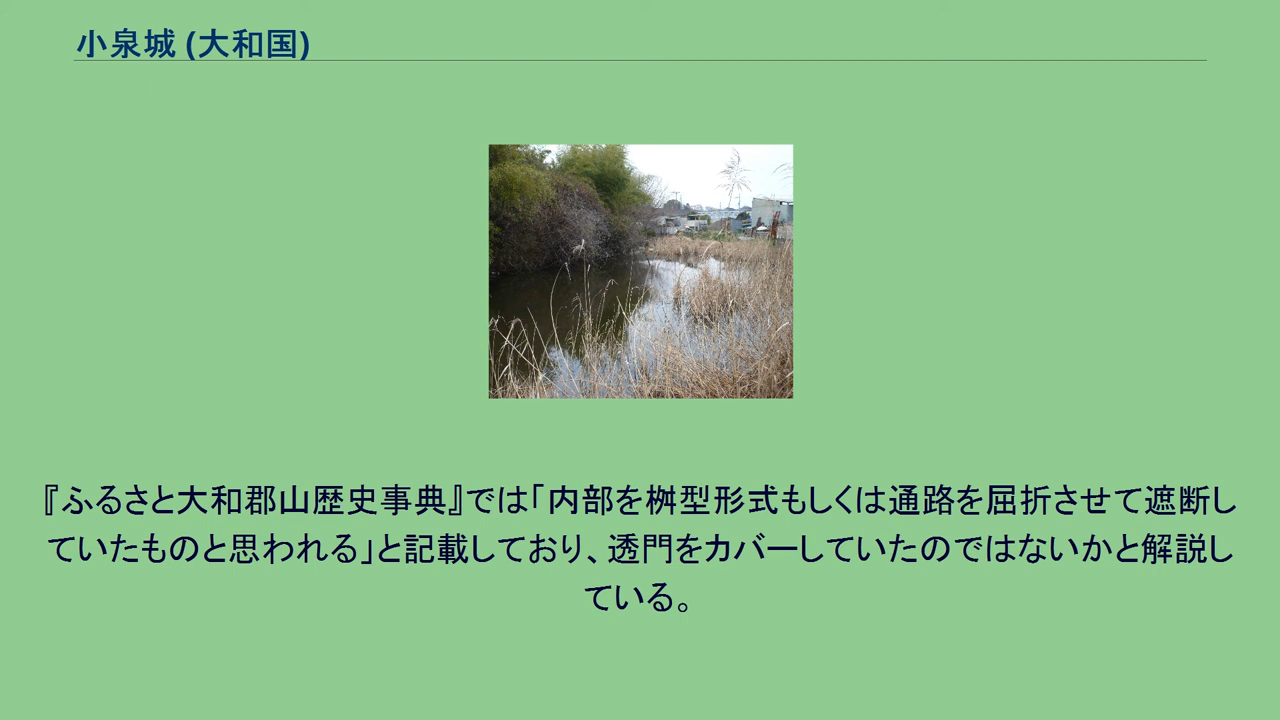 小泉城 (大和国)
『ふるさと大和郡山歴史事典』では「内部を桝型形式もしくは通路を屈折させて遮断し
ていたものと思われる」と記載しており、透門をカバーしていたのではないかと解説し
ている。